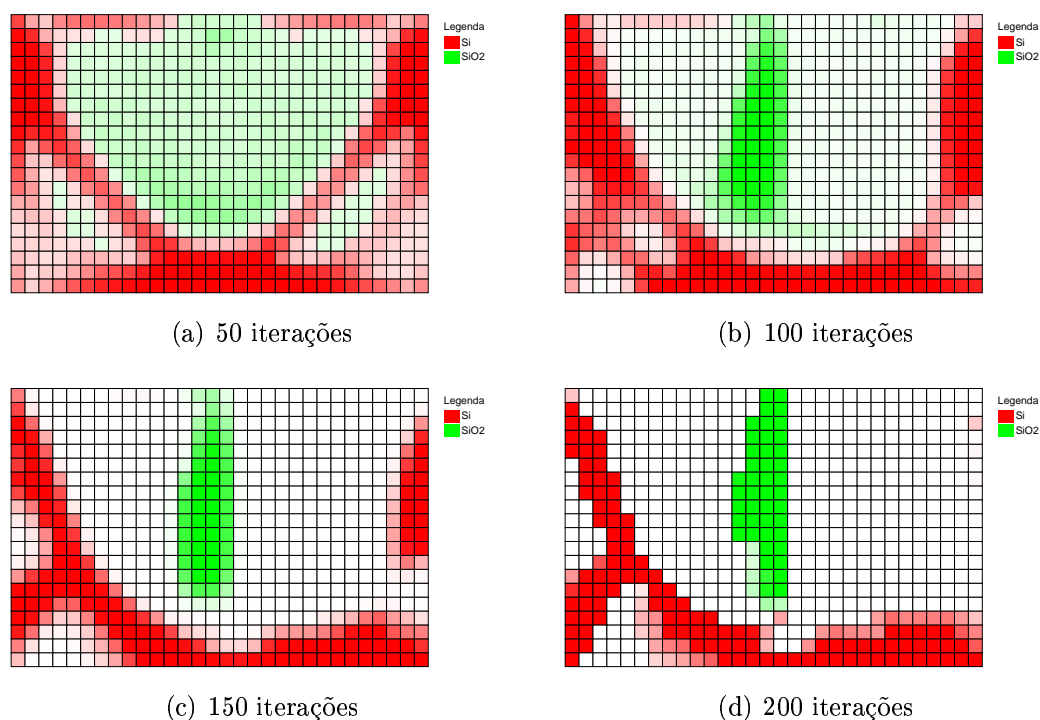 Legenda
Si
SiO2
Legenda
Si
SiO2
(a) 50 iterações
(b) 100 iterações
Legenda
Si
SiO2
Legenda
Si
SiO2
(c) 150 iterações
(d) 200 iterações